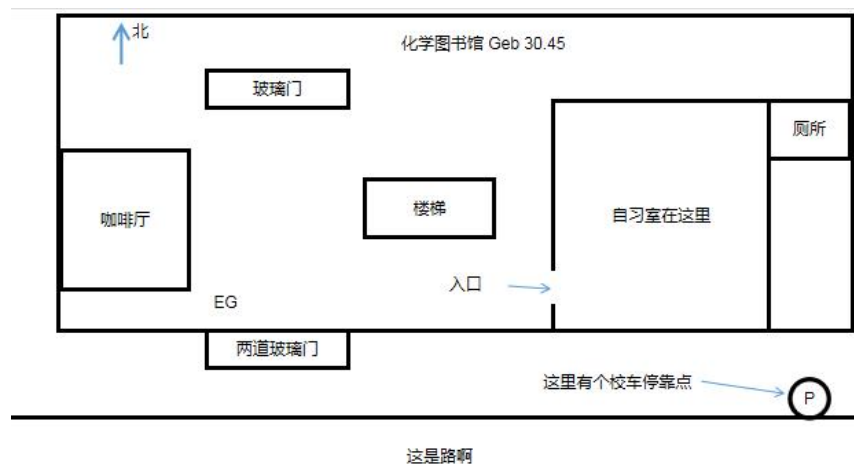 北
化学图书馆 Geb 30.45
玻璃门
厕所
咖啡厅
楼梯
自习室在这里
入口
EG
两道玻璃门
这里有个校车停靠点
P
这是路啊